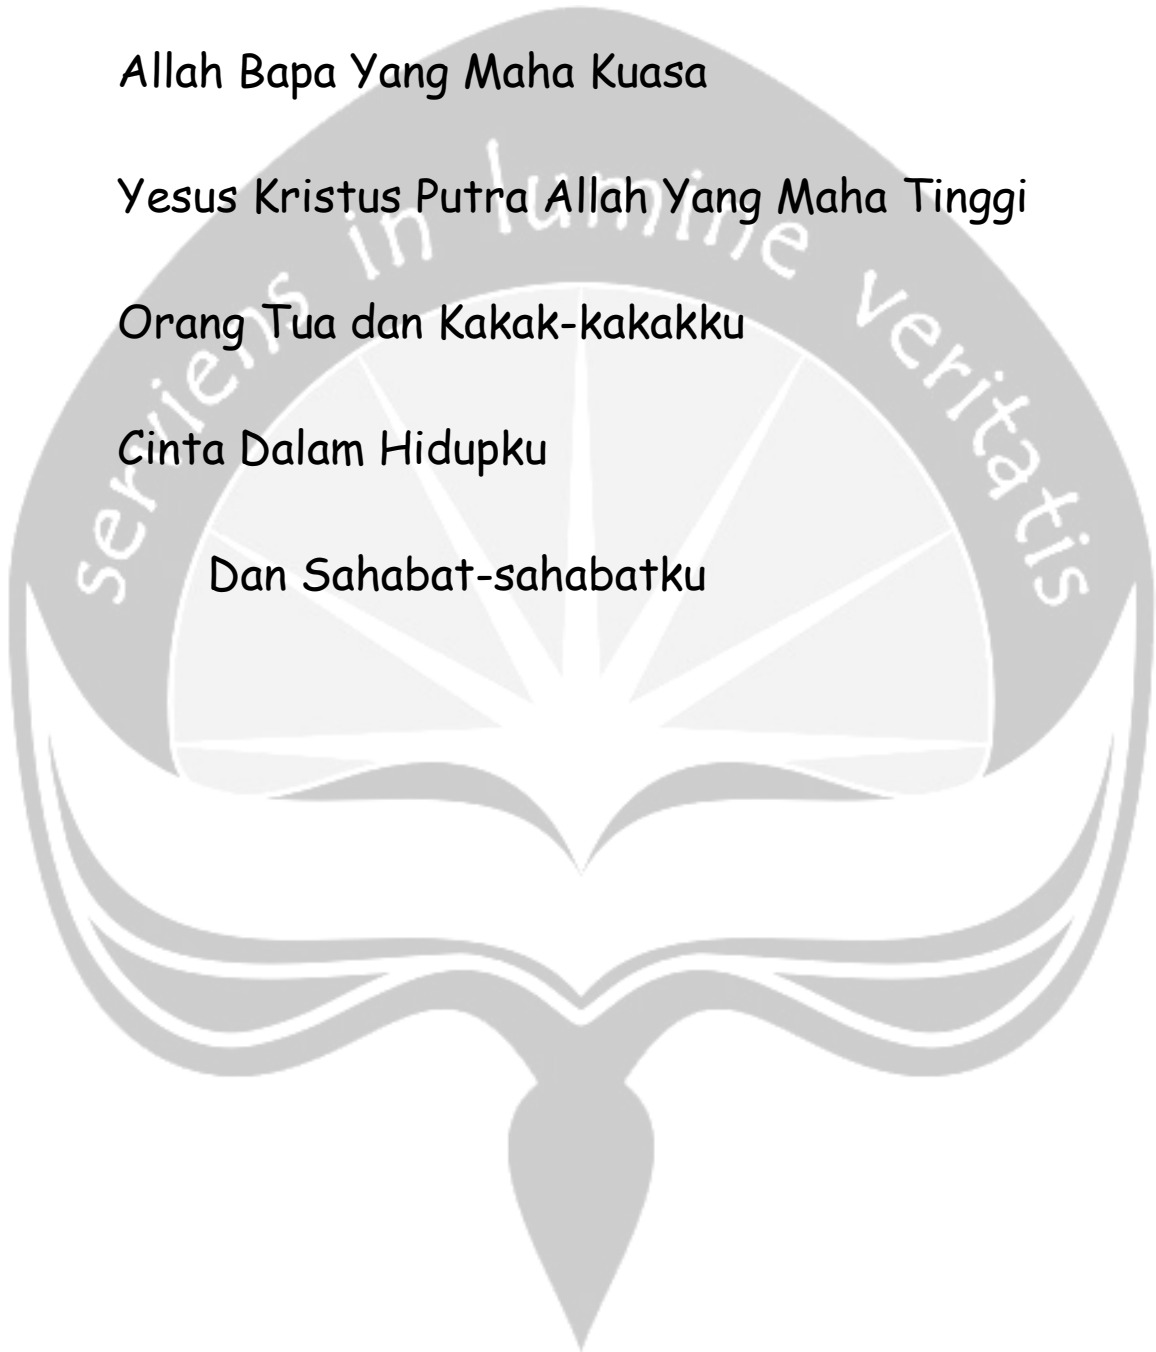 Allah Bapa Yang Maha Kuasa
Yesus Kristus Putra Allah Yang Maha Tinggi
serviens in lumine veritatis
Orang Tua dan Kakak-kakakku
Cinta Dalam Hidupku
Dan Sahabat-sahabatku